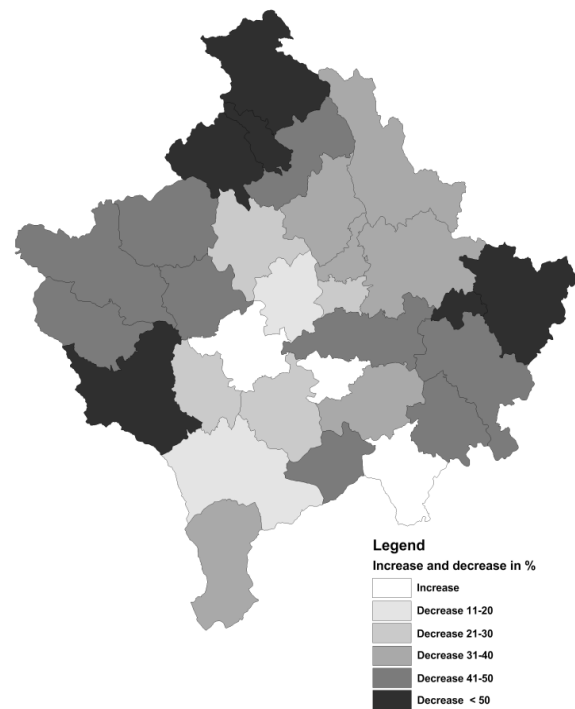 Legend
Increase and decrease in %
Increase
Decrease 11-20
Decrease 21-30
Decrease 31-40
Decrease 41-50
Decrease < 50